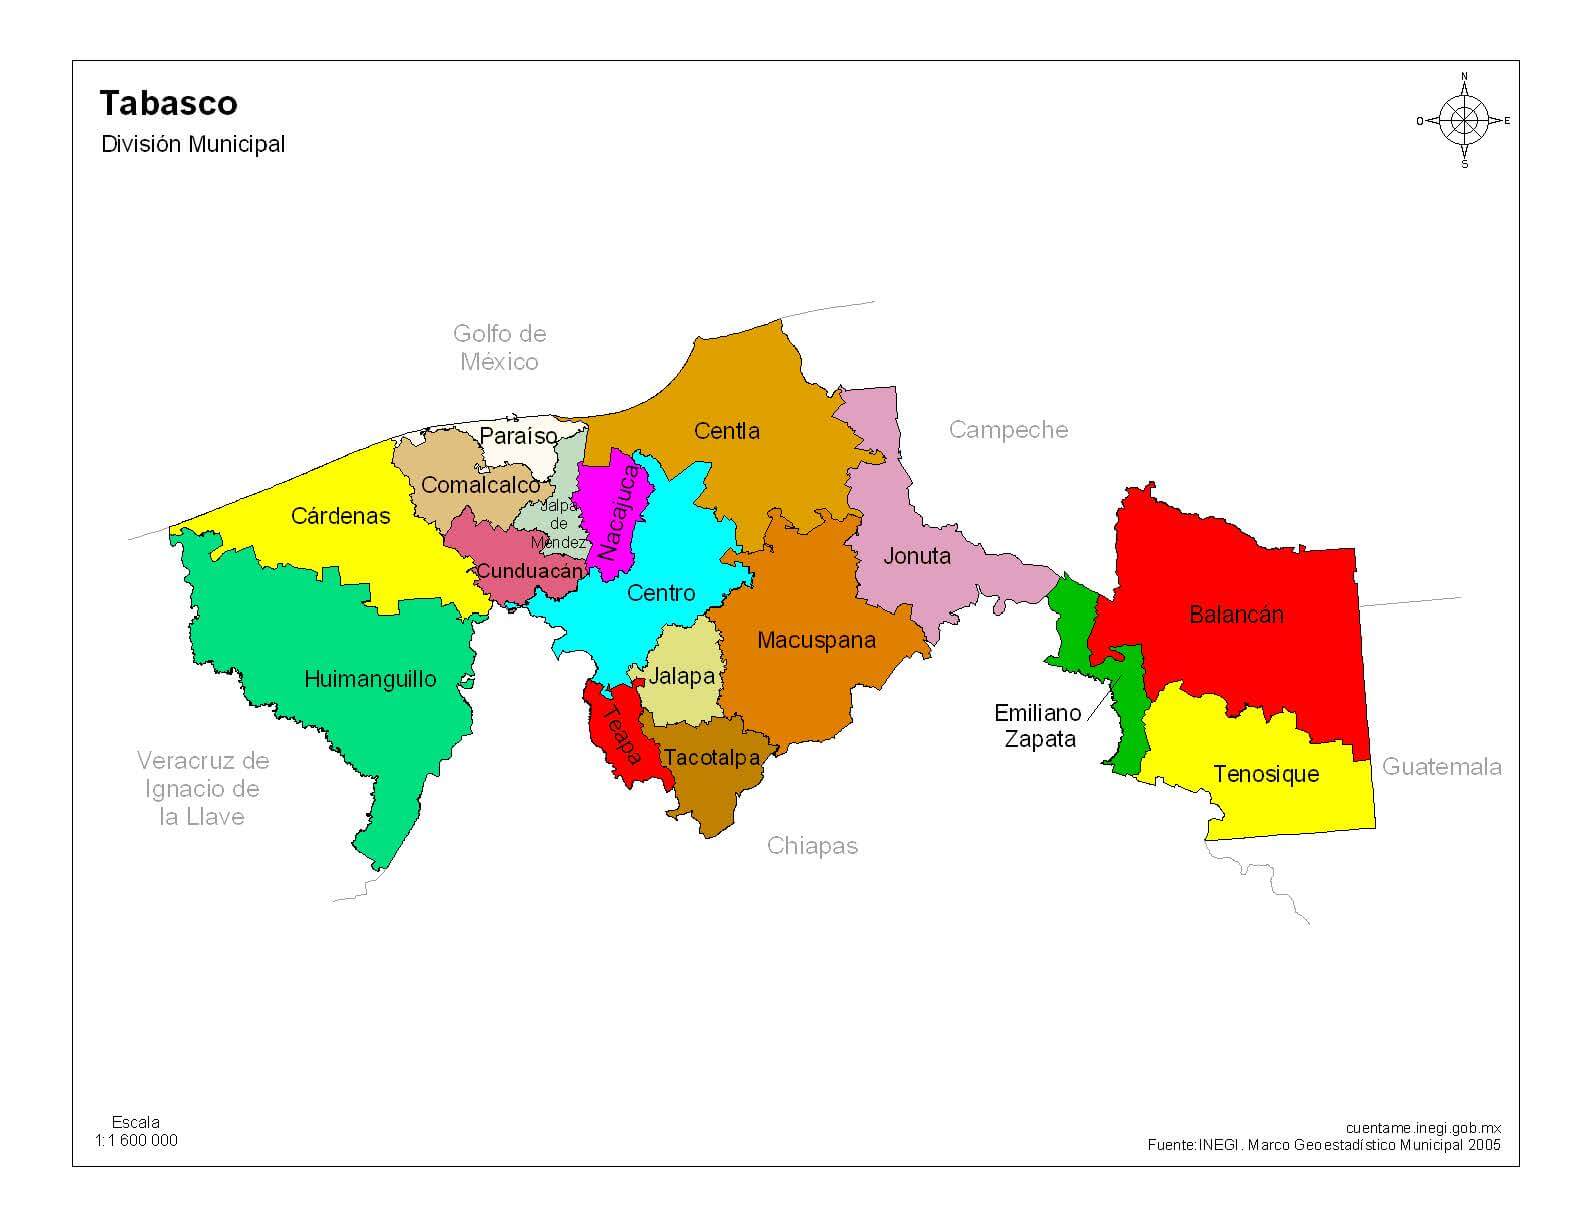 Tabasco
División Municipal
N
O
E
S
Golfo de
México
Centla
Campeche
Paraíso
Comalcalco
Nacajuca
Cárdenas
Jalpa
de
Méndez
Jonuta
Cunduacán
Centro
Balancán
Macuspana
Huimanguillo
Jalapa
Emiliano
Zapata
Teapa
Tacotalpa
Veracruz de
Ignacio de
la Llave
Tenosique
Guatemala
Chiapas
Escala
1:1 600 000
cuentame.inegi.gob.mx
Fuente:INEGI. Marco Geoestadístico Municipal 2005